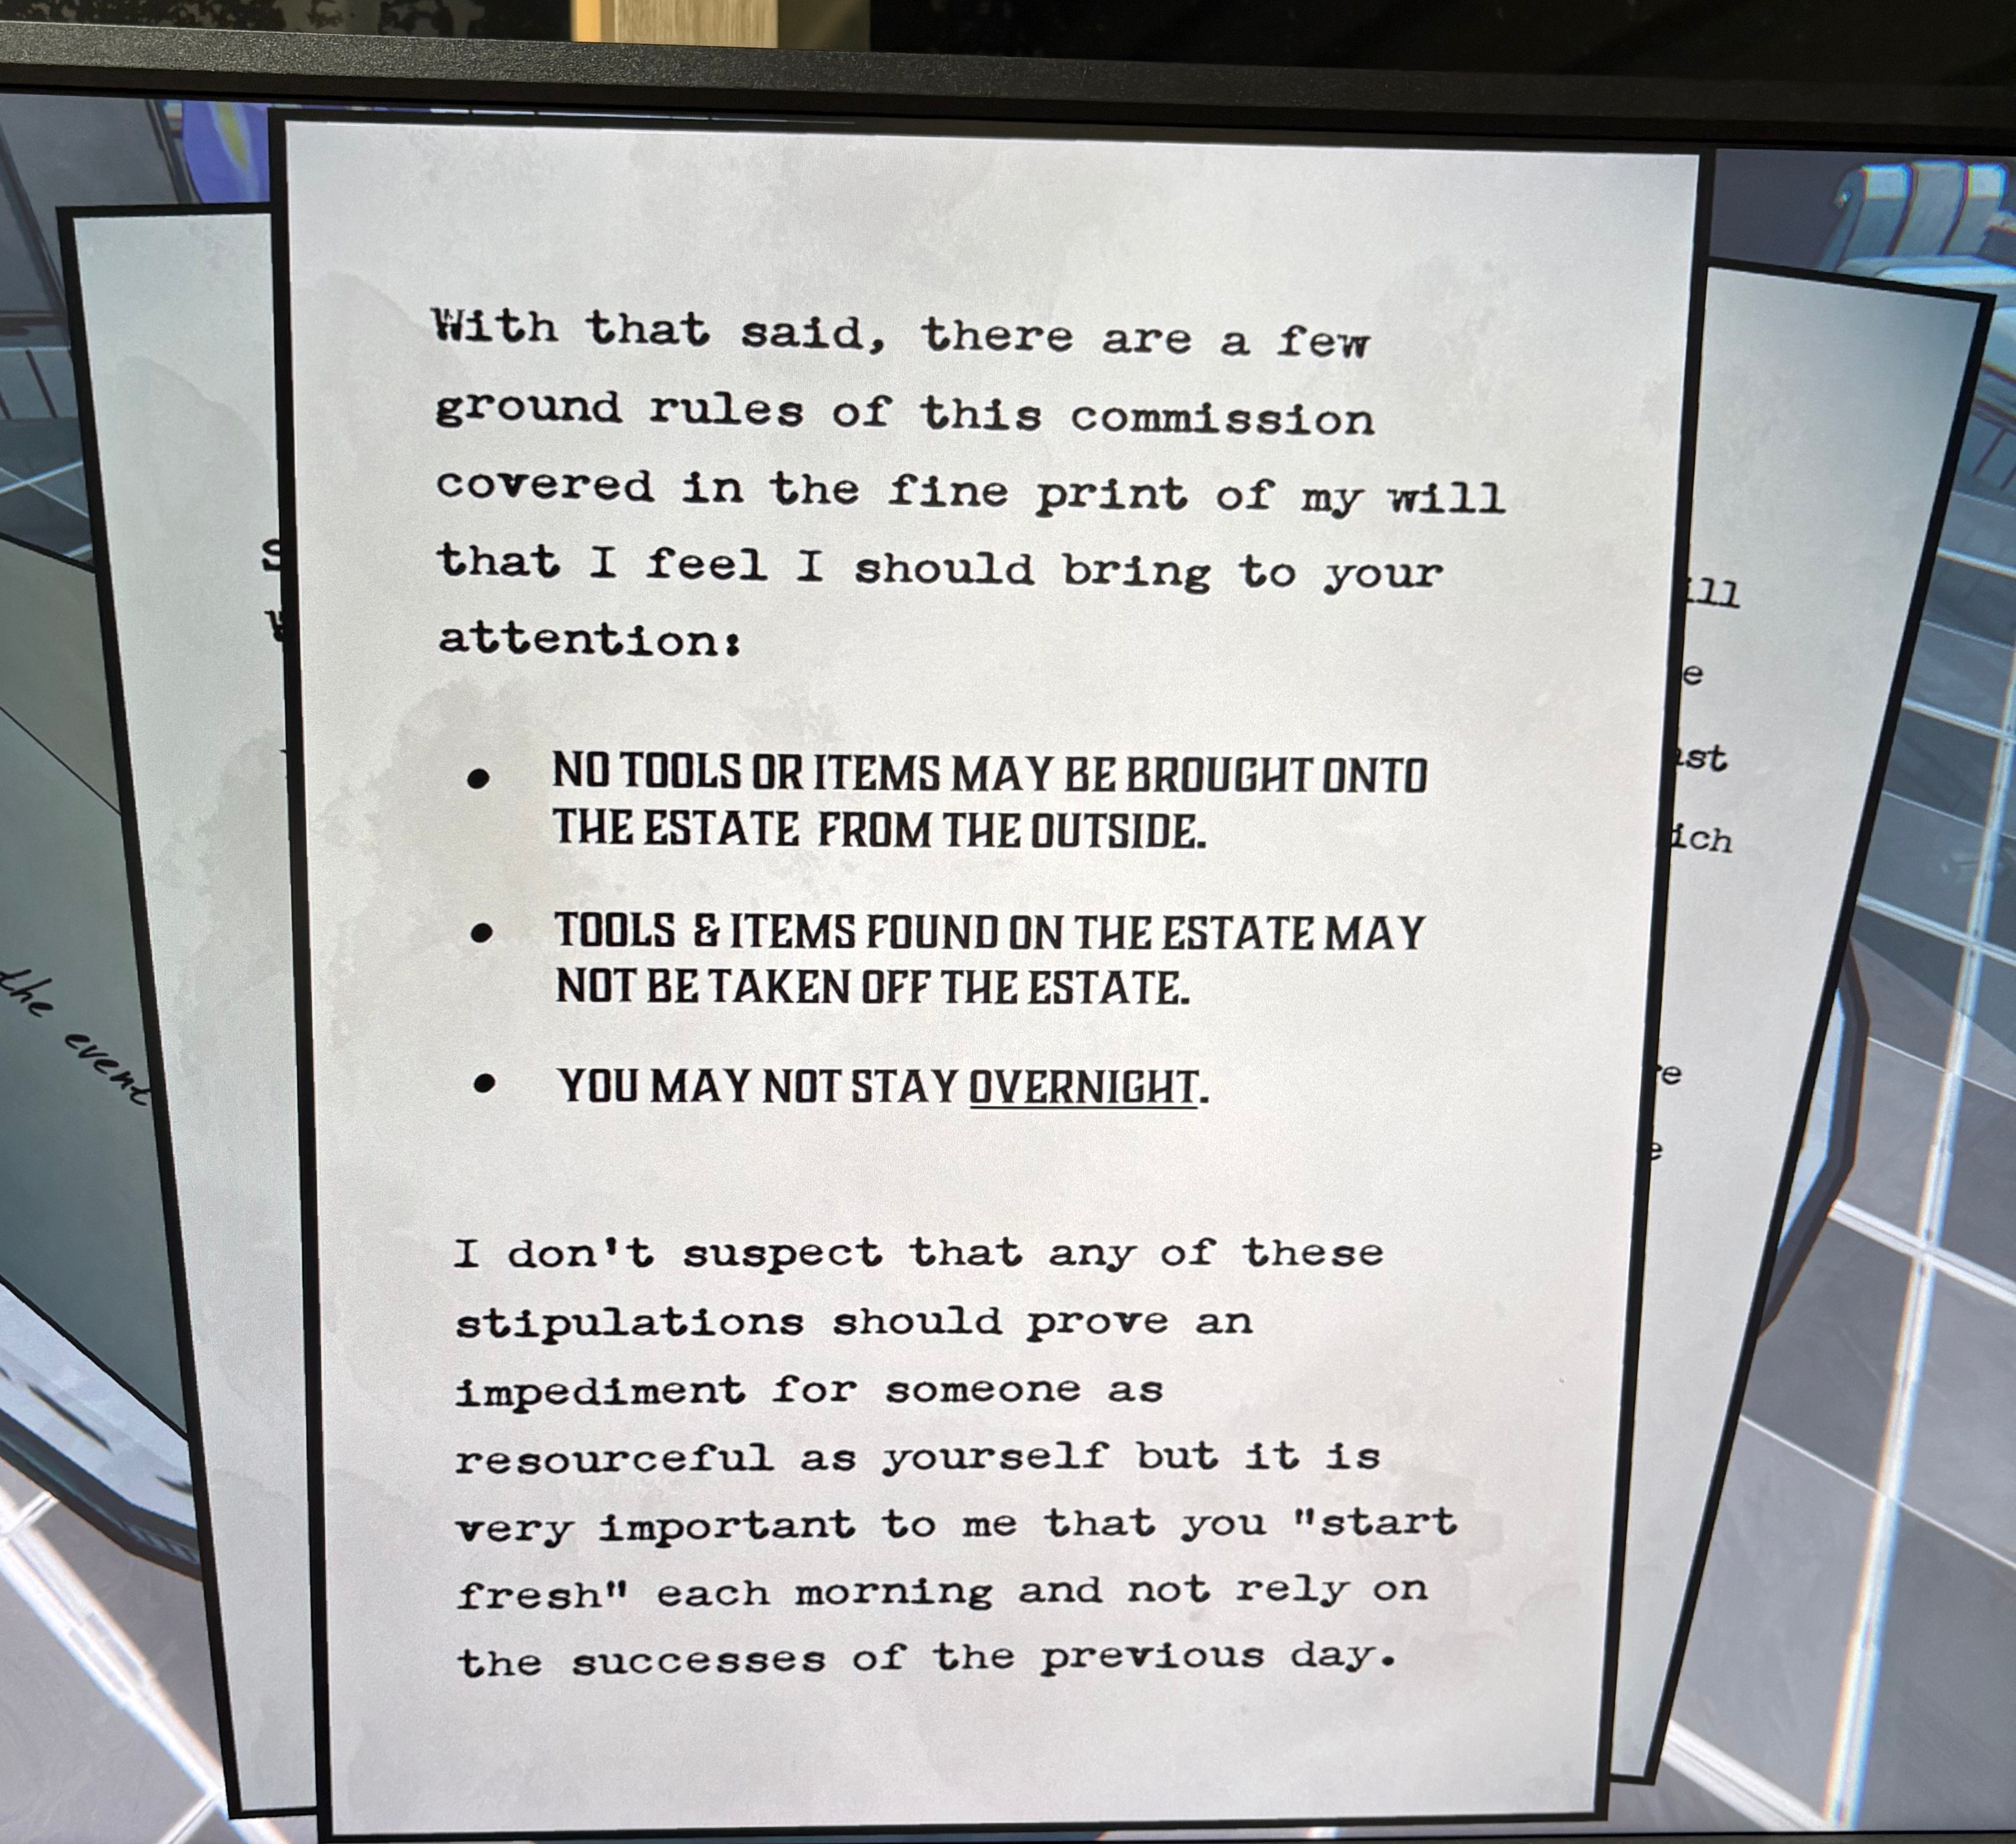 With that said, there are a few
ground rules of this commission
covered in the fine print of my will
that I feel I should bring to your
attention:
• NO TOOLS OR ITEMS MAY BE BROUGHT ONTO
THE ESTATE FROM THE OUTSIDE.
• TOOLS & ITEMS FOUND ON THE ESTATE MAY
NOT BE TAKEN OFF THE ESTATE.
• YOU MAY NOT STAY OVERNIGHT.
I don't suspect that any of these
stipulations should prove an
impediment for someone as
resourceful as yourself but it is
very important to me that you "start
fresh" each morning and not rely on
the successes of the previous day.
the event